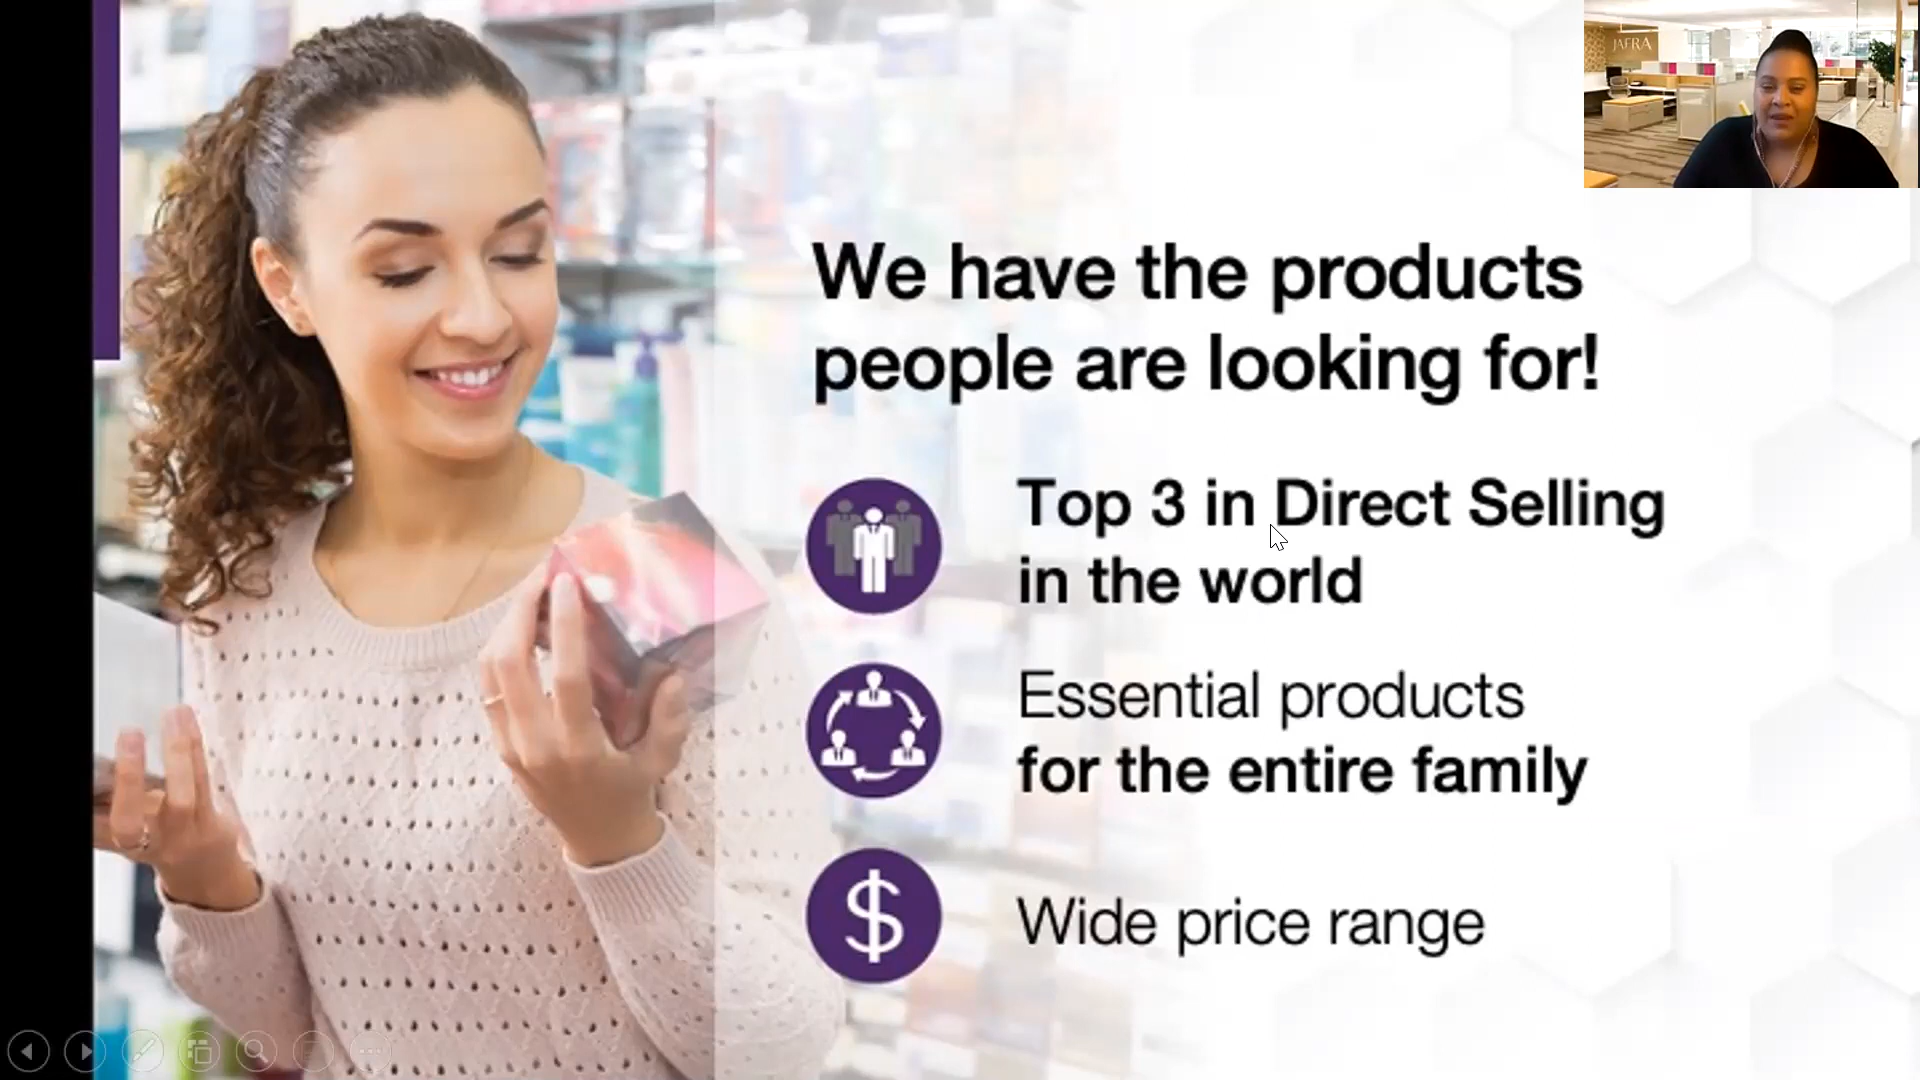 JAFRA
We have the products
people are looking for!
Top 3 in Direct Selling
in the world
Essential products
for the entire family
$
Wide price range